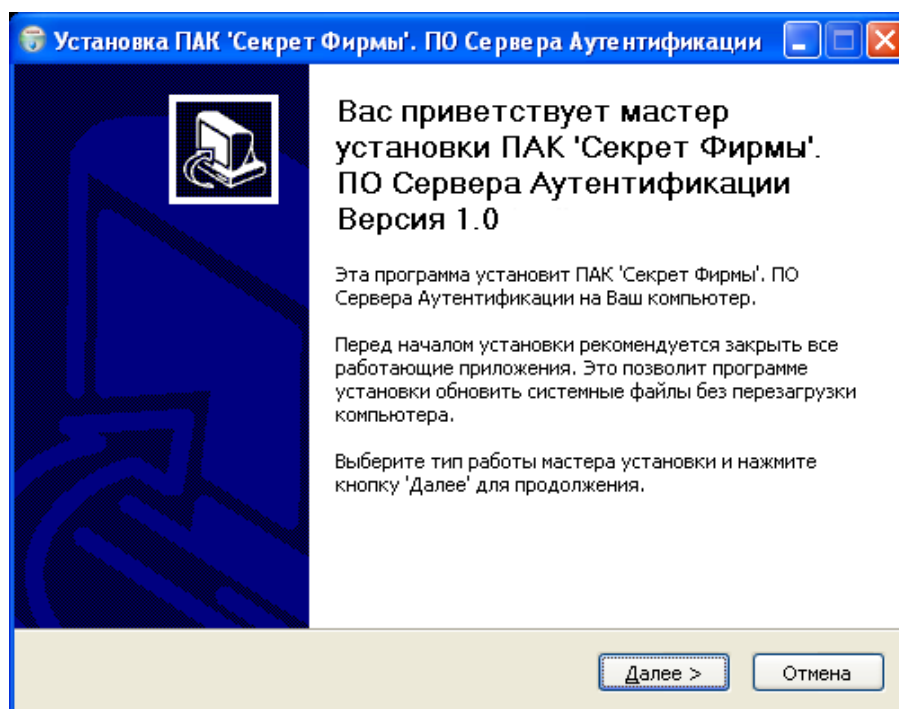 Установка ПАК 'Секрет Фирмы'. ПО Сервера Аутентификации
Вас приветствует мастер
установки ПАК 'Секрет Фирмы'.
ПО Сервера Аутентификации
Версия 1.0
Эта программа установит ПАК 'Секрет Фирмы'. ПО
Сервера Аутентификации на Ваш компьютер.
Перед началом установки рекомендуется закрыть все
работающие приложения. Это позволит программе
установки обновить системные файлы без перезагрузки
компьютера.
Выберите тип работы мастера установки и нажмите
кнопку 'Далее' для продолжения.
Далее >
Отмена